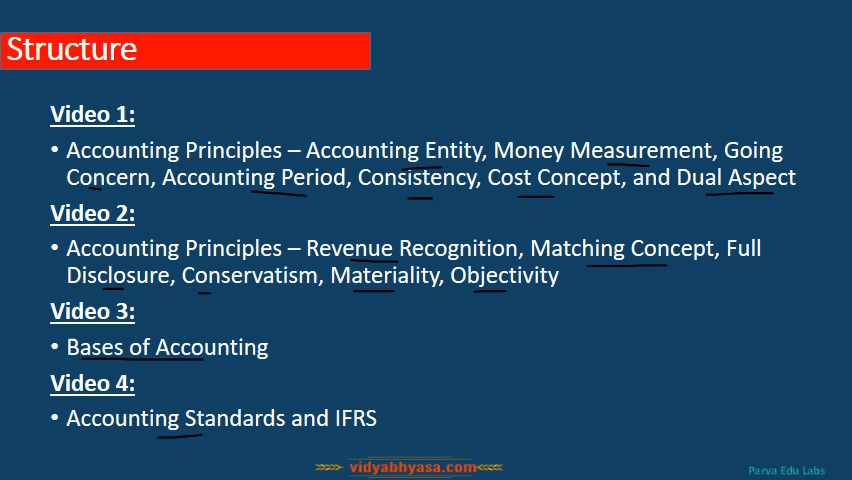 Structure
Video 1:
• Accounting Principles – Accounting Entity, Money Measurement, Going
Concern, Accounting Period, Consistency, Cost Concept, and Dual Aspect
Video 2:
• Accounting Principles – Revenue Recognition, Matching Concept, Full
Disclosure, Conservatism, Materiality, Objectivity
Video 3:
• Bases of Accounting
Video 4:
• Accounting Standards and IFRS
vidyabhyasa.com
Parva Edu Labs